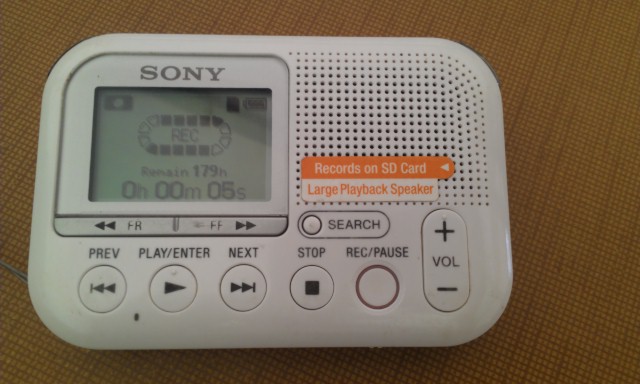 SONY
REC
Remain 179h
0h 00m 05s
Records on SD Card
Large Playback Speaker
FR FF
SEARCH
PREV PLAY/ENTER NEXT STOP REC/PAUSE
+
VOL
−